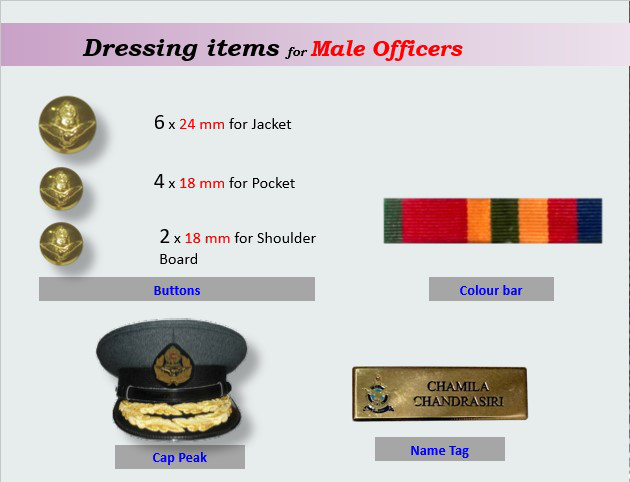 Dressing items for Male Officers
6 x 24 mm for Jacket
4 x 18 mm for Pocket
2 x 18 mm for Shoulder
Board
Buttons
Colour bar
CHAMILA
CHANDRASIRI
Cap Peak
Name Tag